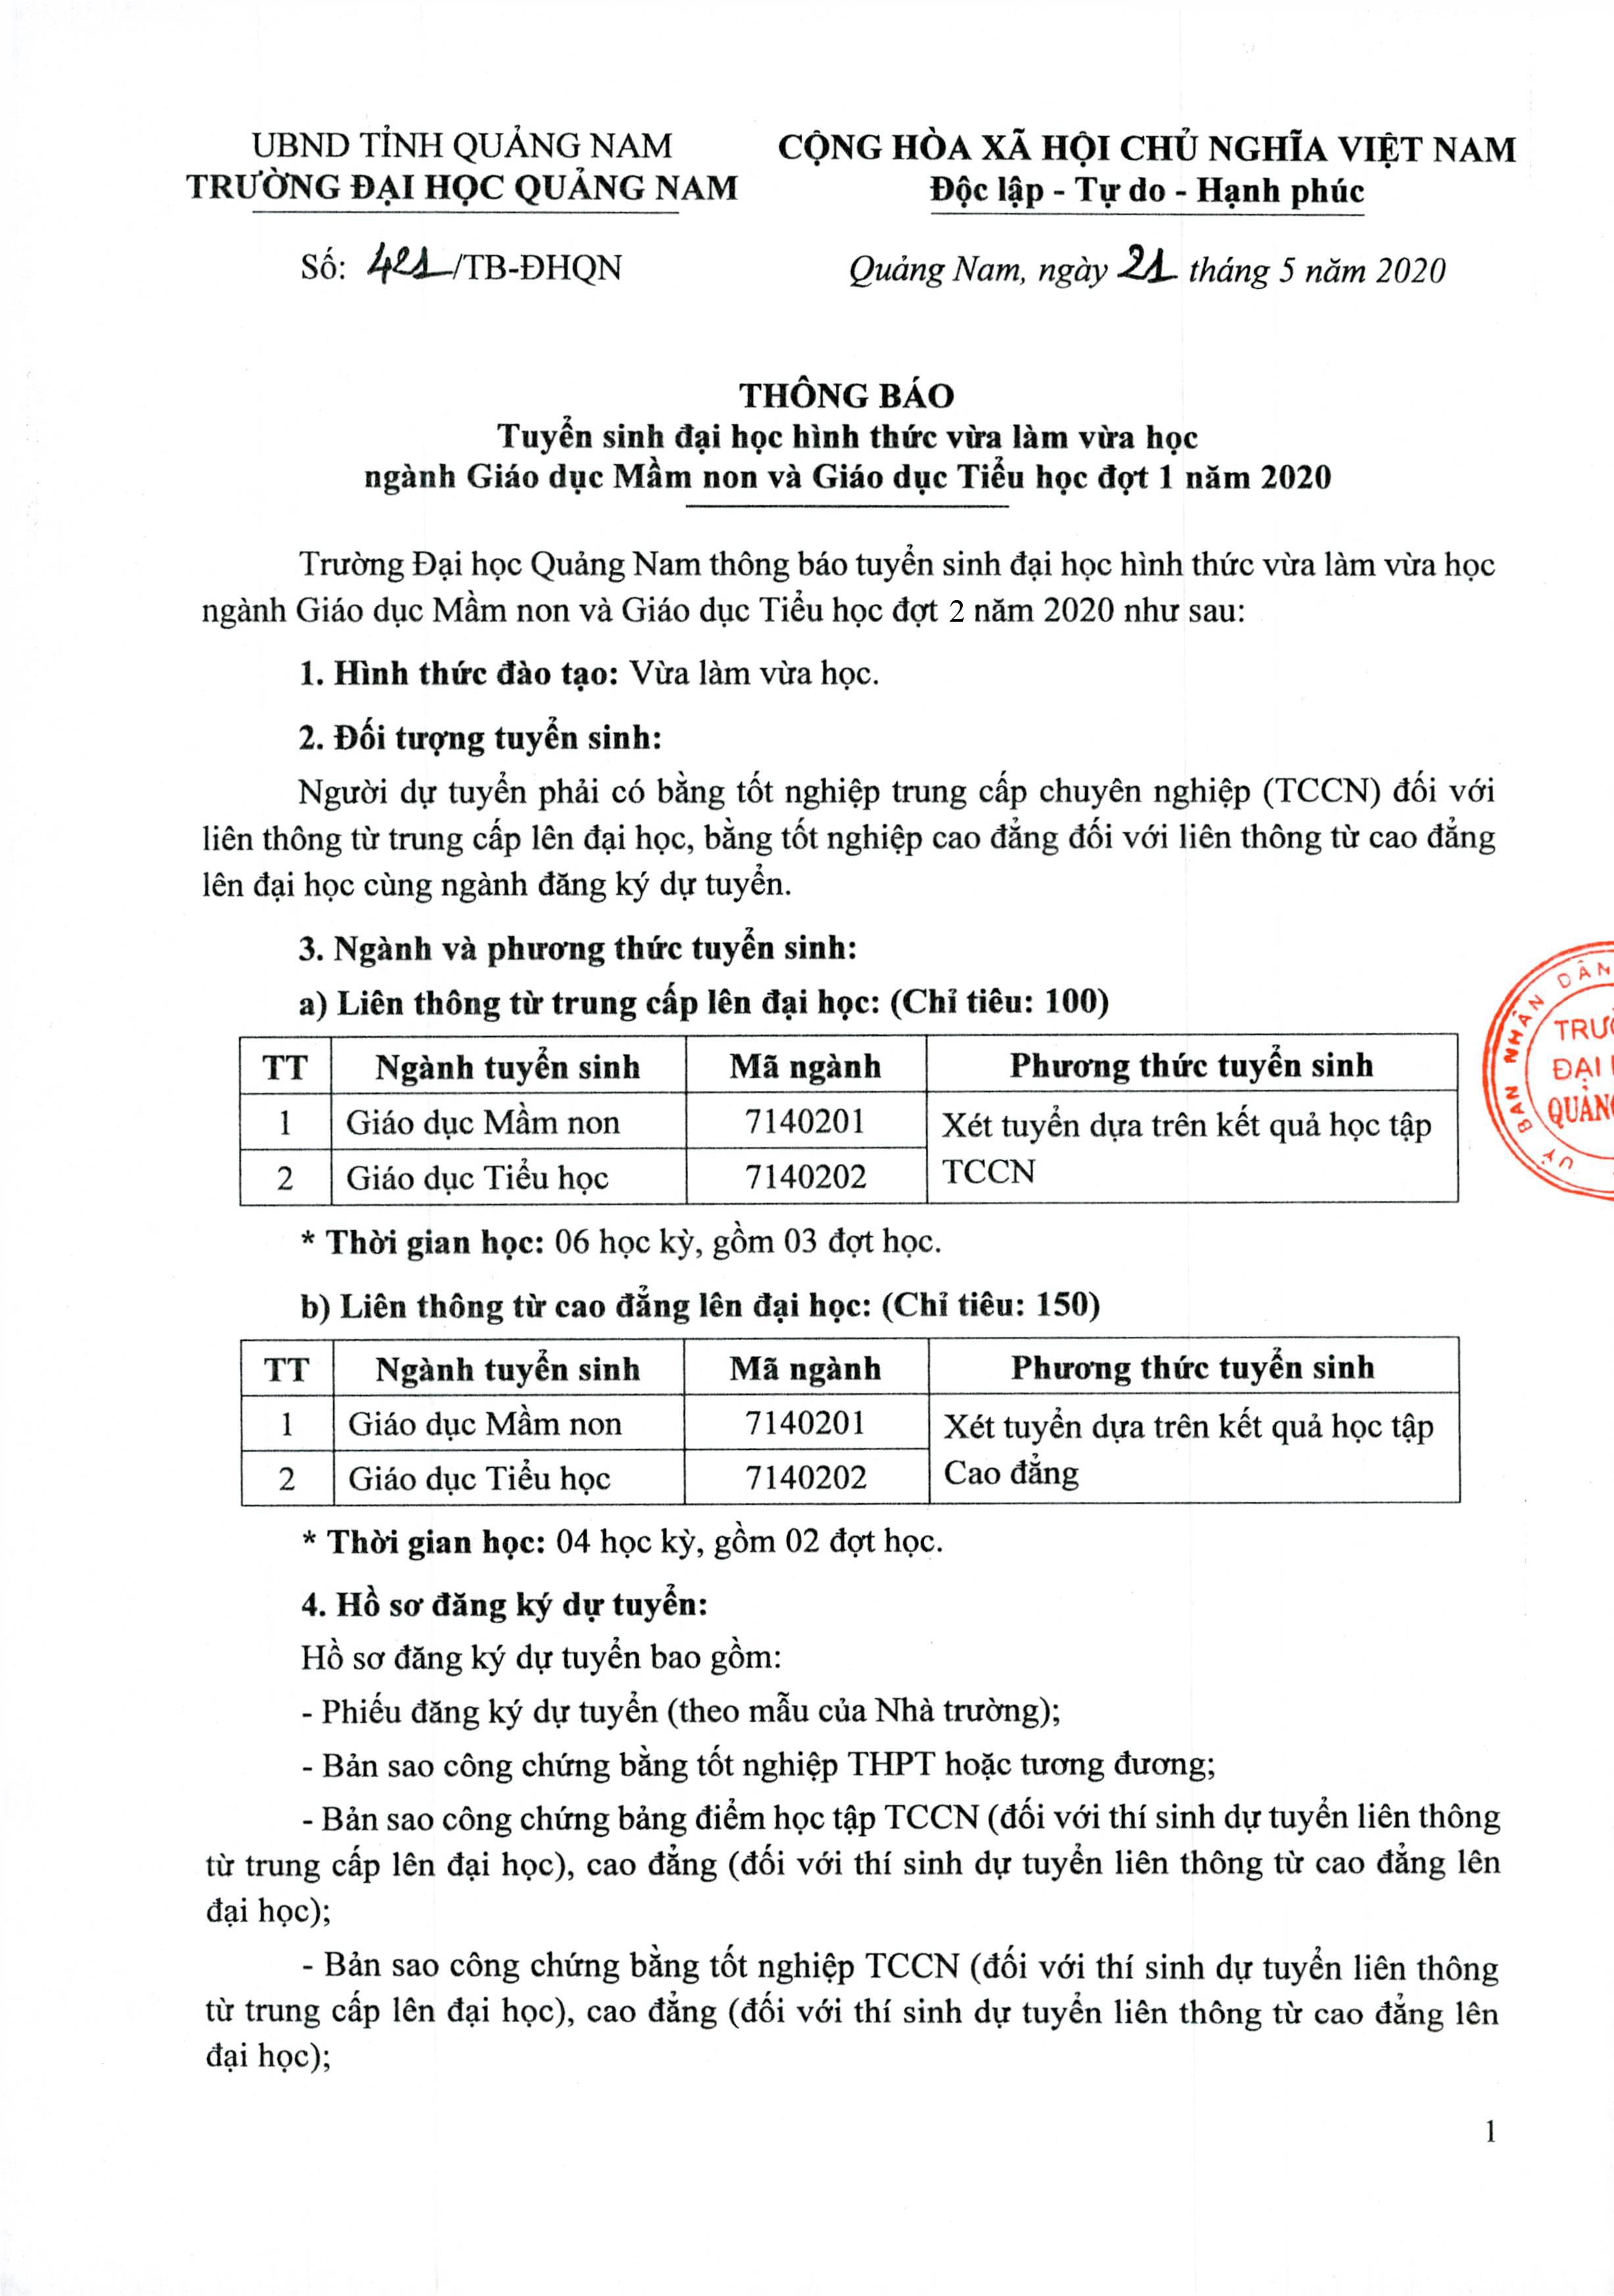 UBND TỈNH QUẢNG NAM
TRƯỜNG ĐẠI HỌC QUẢNG NAM
CỘNG HÒA XÃ HỘI CHỦ NGHĨA VIỆT NAM
Độc lập - Tự do - Hạnh phúc
Số: 421/TB-ĐHQN
Quảng Nam, ngày 21 tháng 5 năm 2020
THÔNG BÁO
Tuyển sinh đại học hình thức vừa làm vừa học
ngành Giáo dục Mầm non và Giáo dục Tiểu học đợt 1 năm 2020
Trường Đại học Quảng Nam thông báo tuyển sinh đại học hình thức vừa làm vừa học
ngành Giáo dục Mầm non và Giáo dục Tiểu học đợt 2 năm 2020 như sau:
1. Hình thức đào tạo: Vừa làm vừa học.
2. Đối tượng tuyển sinh:
Người dự tuyển phải có bằng tốt nghiệp trung cấp chuyên nghiệp (TCCN) đối với
liên thông từ trung cấp lên đại học, bằng tốt nghiệp cao đẳng đối với liên thông từ cao đẳng
lên đại học cùng ngành đăng ký dự tuyển.
3. Ngành và phương thức tuyển sinh:
a) Liên thông từ trung cấp lên đại học: (Chỉ tiêu: 100)
TT Ngành tuyển sinh Mã ngành Phương thức tuyển sinh
1 Giáo dục Mầm non 7140201 Xét tuyển dựa trên kết quả học tập
2 Giáo dục Tiểu học 7140202 TCCN
* Thời gian học: 06 học kỳ, gồm 03 đợt học.
b) Liên thông từ cao đẳng lên đại học: (Chỉ tiêu: 150)
TT Ngành tuyển sinh Mã ngành Phương thức tuyển sinh
1 Giáo dục Mầm non 7140201 Xét tuyển dựa trên kết quả học tập
2 Giáo dục Tiểu học 7140202 Cao đẳng
* Thời gian học: 04 học kỳ, gồm 02 đợt học.
4. Hồ sơ đăng ký dự tuyển:
Hồ sơ đăng ký dự tuyển bao gồm:
- Phiếu đăng ký dự tuyển (theo mẫu của Nhà trường);
- Bản sao công chứng bằng tốt nghiệp THPT hoặc tương đương;
- Bản sao công chứng bảng điểm học tập TCCN (đối với thí sinh dự tuyển liên thông
từ trung cấp lên đại học), cao đẳng (đối với thí sinh dự tuyển liên thông từ cao đẳng lên
đại học);
- Bản sao công chứng bằng tốt nghiệp TCCN (đối với thí sinh dự tuyển liên thông
từ trung cấp lên đại học), cao đẳng (đối với thí sinh dự tuyển liên thông từ cao đẳng lên
đại học);
1
UỶ BAN NHÂN DÂN
ĐẠI